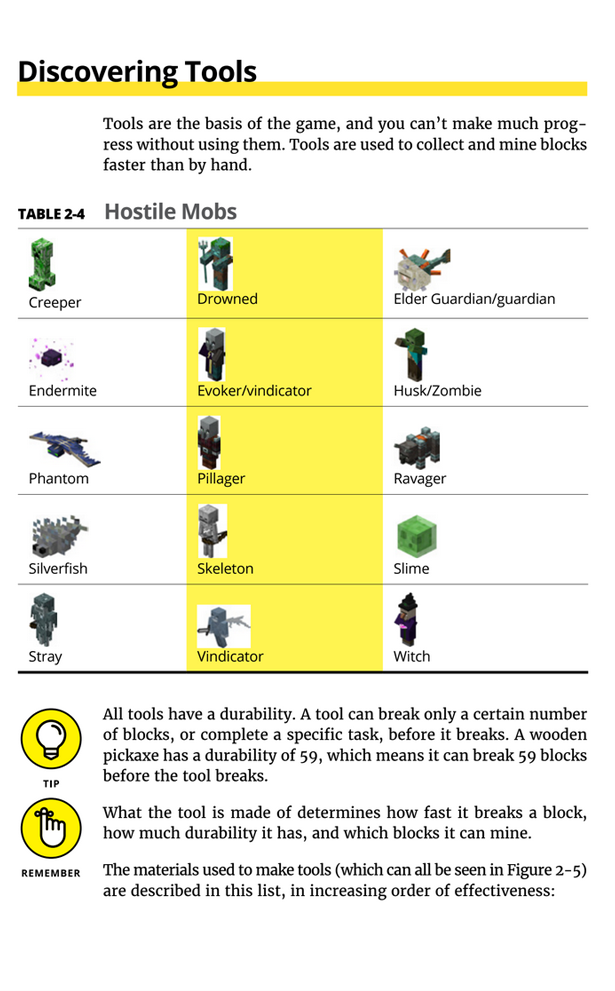 Discovering Tools
Tools are the basis of the game, and you can't make much prog-
ress without using them. Tools are used to collect and mine blocks
faster than by hand.
TABLE 2-4 Hostile Mobs
Creeper Drowned Elder Guardian/guardian
Endermite Evoker/vindicator Husk/Zombie
Phantom Pillager Ravager
Silverfish Skeleton Slime
Stray Vindicator Witch
All tools have a durability. A tool can break only a certain number
of blocks, or complete a specific task, before it breaks. A wooden
pickaxe has a durability of 59, which means it can break 59 blocks
before the tool breaks.
TIP
What the tool is made of determines how fast it breaks a block,
how much durability it has, and which blocks it can mine.
REMEMBER
The materials used to make tools (which can all be seen in Figure 2-5)
are described in this list, in increasing order of effectiveness: